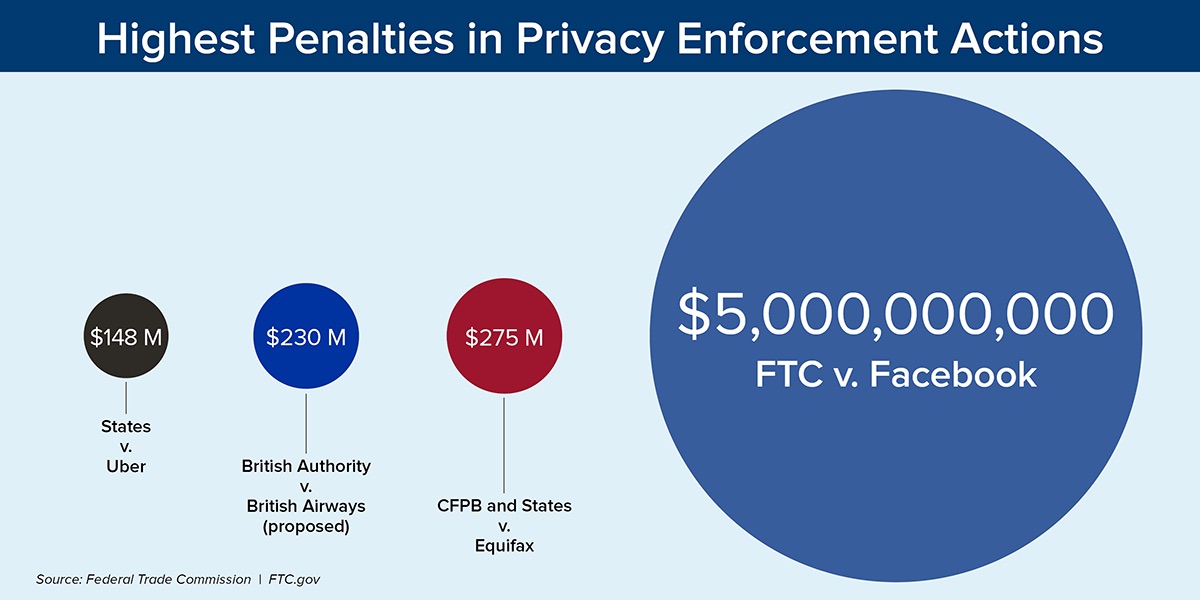 Highest Penalties in Privacy Enforcement Actions
$148 M
States
v.
Uber
$230 M
British Authority
v.
British Airways
(proposed)
$275 M
CFPB and States
v.
Equifax
$5,000,000,000
FTC v. Facebook
Source: Federal Trade Commission | FTC.gov